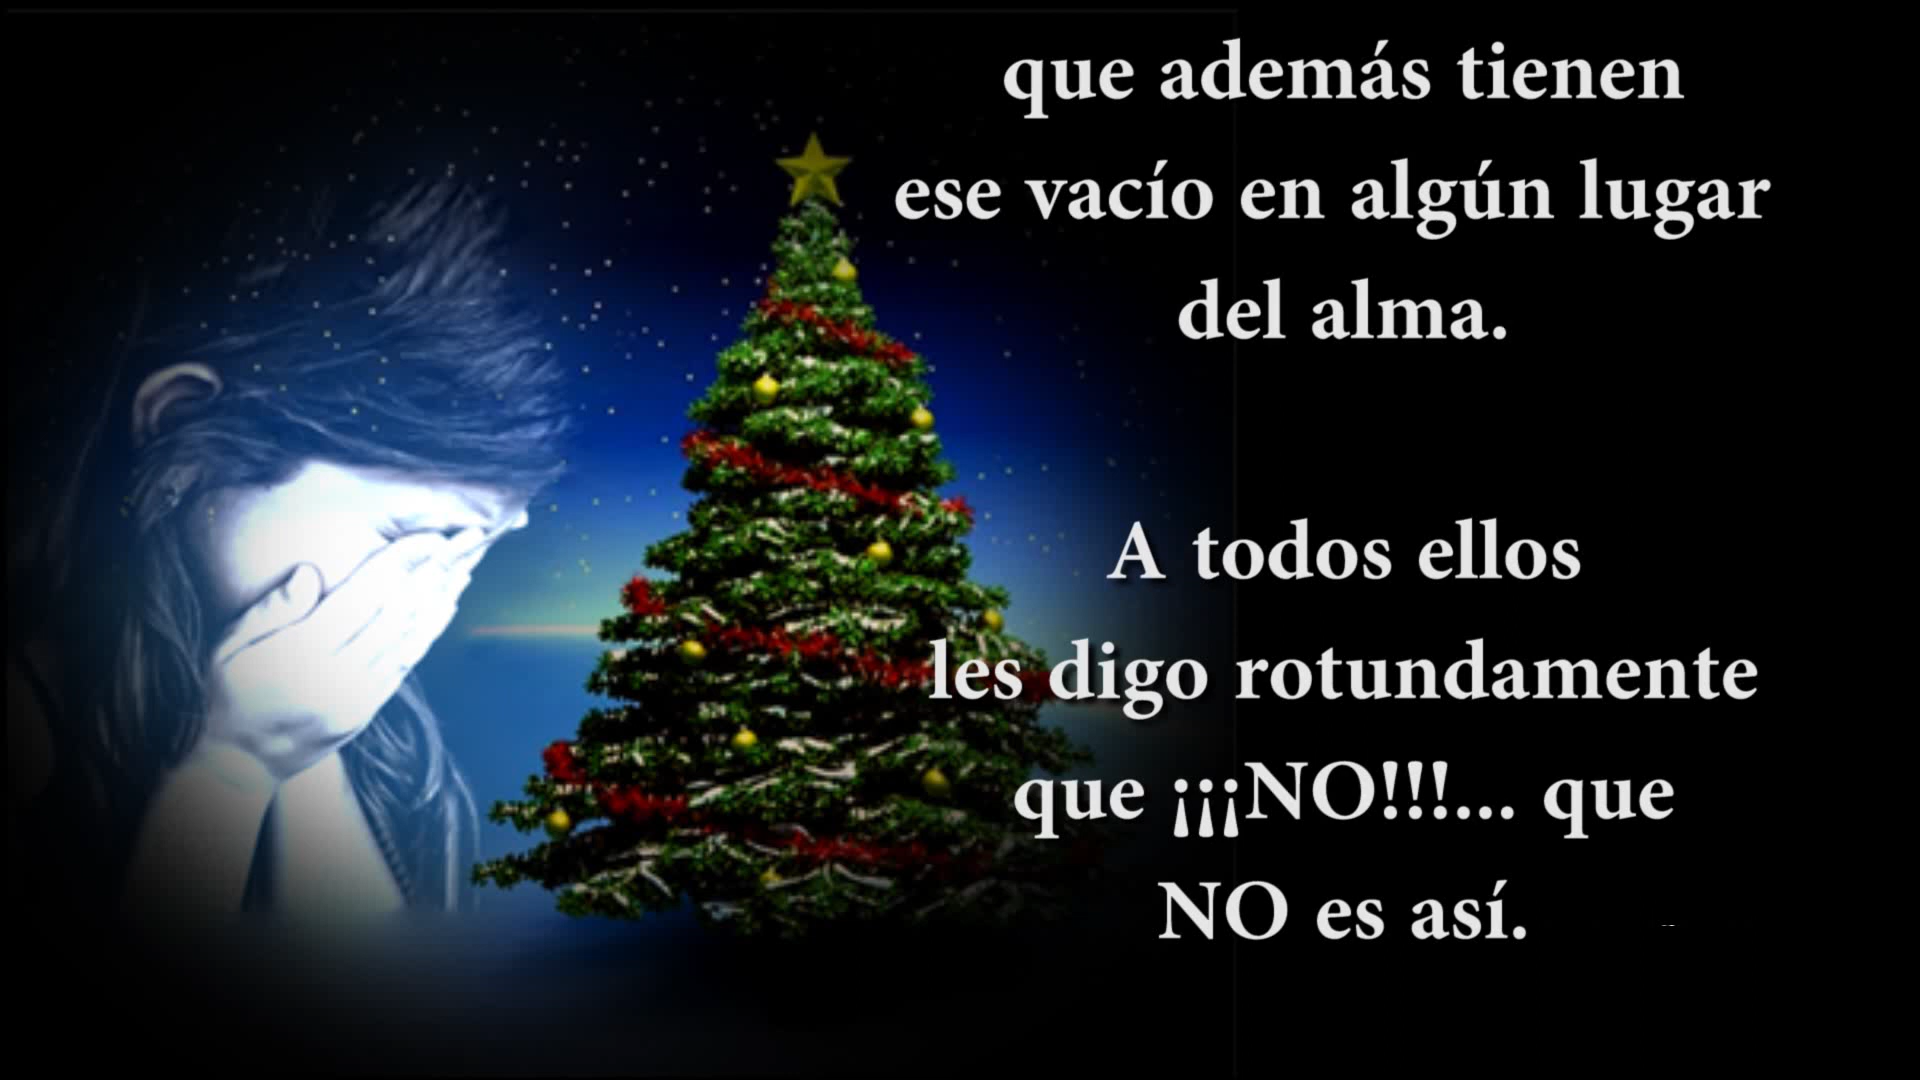 que además tienen
ese vacío en algún lugar
del alma.
A todos ellos
les digo rotundamente
que ¡¡¡NO!!!... que
NO es así.